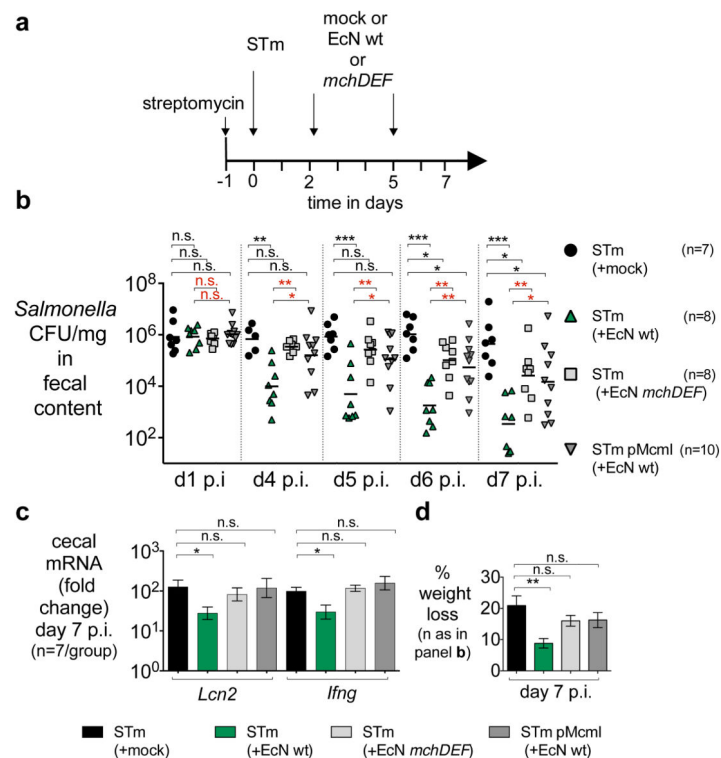 a
STm
mock or
EcN wt
or
mchDEF
streptomycin
-1 0 2 5 7
time in days
b
n.s. ** *** *** ***
n.s. n.s. n.s. * *
n.s. n.s. n.s. * *
n.s. ** ** ** **
n.s. * * ** *
10^8
10^6
10^4
10^2
Salmonella
CFU/mg
in
fecal
content
d1 p.i d4 p.i. d5 p.i. d6 p.i. d7 p.i.
STm (n=7)
(+mock)
STm (n=8)
(+EcN wt)
STm (n=8)
(+EcN mchDEF)
STm pMcmI (n=10)
(+EcN wt)
c
cecal
mRNA
(fold
change)
day 7 p.i.
(n=7/group)
n.s. n.s.
n.s. n.s.
* *
10^3
10^2
10^1
10^0
Lcn2 Ifng
d
%
weight
loss
(n as in
panel b)
n.s.
n.s.
**
30
20
10
0
day 7 p.i.
STm STm STm STm pMcmI
(+mock) (+EcN wt) (+EcN mchDEF) (+EcN wt)